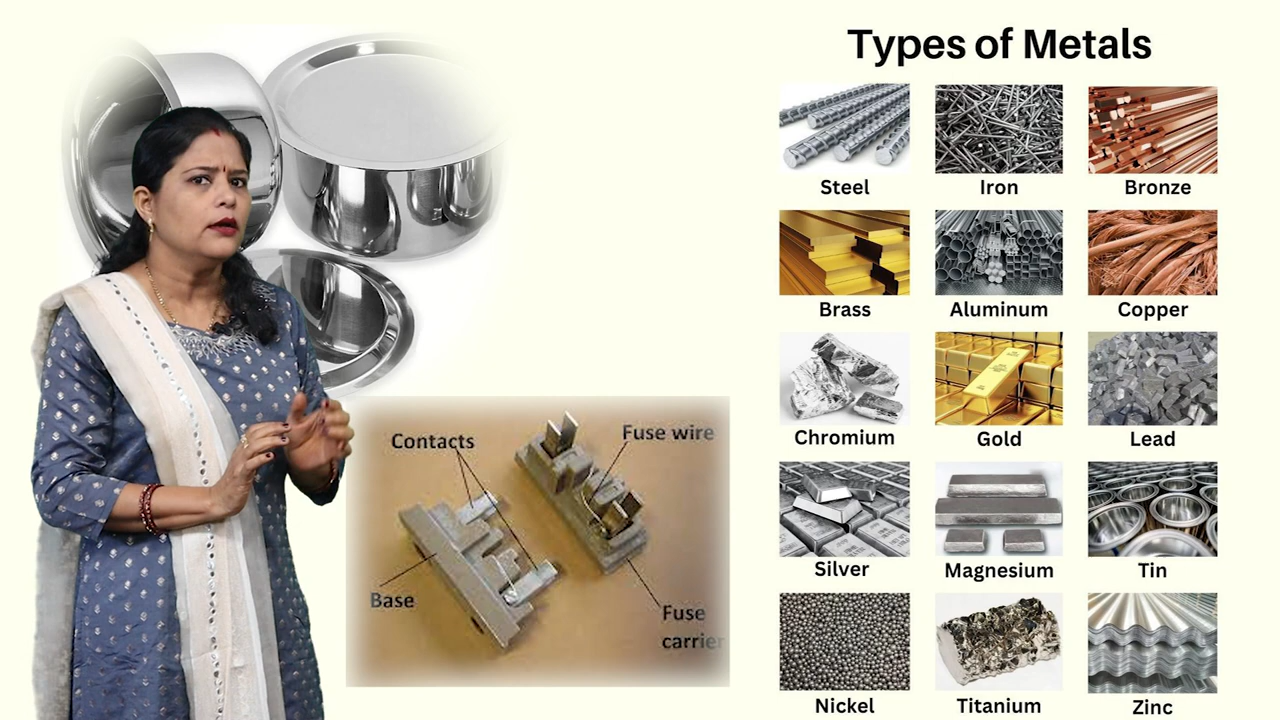 Types of Metals
Steel
Iron
Bronze
Brass
Aluminum
Copper
Chromium
Gold
Lead
Silver
Magnesium
Tin
Nickel
Titanium
Zinc
Contacts
Fuse wire
Base
Fuse
carrier